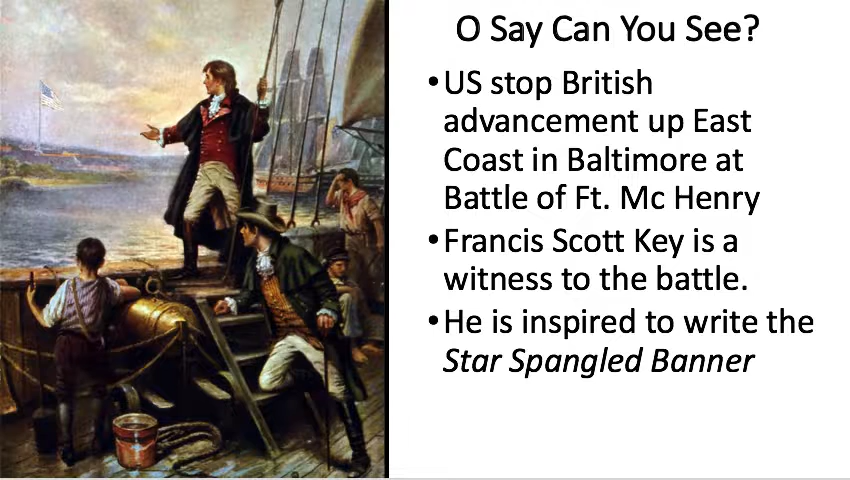 O Say Can You See?
•US stop British
advancement up East
Coast in Baltimore at
Battle of Ft. Mc Henry
•Francis Scott Key is a
witness to the battle.
•He is inspired to write the
Star Spangled Banner